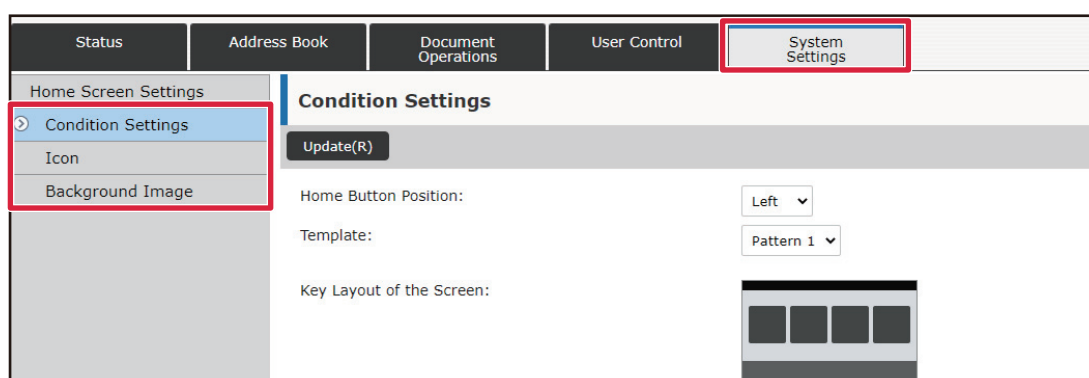 Status
Address Book
Document
Operations
User Control
System
Settings
Home Screen Settings
Condition Settings
Icon
Background Image
Condition Settings
Update(R)
Home Button Position:
Left
Template:
Pattern 1
Key Layout of the Screen: